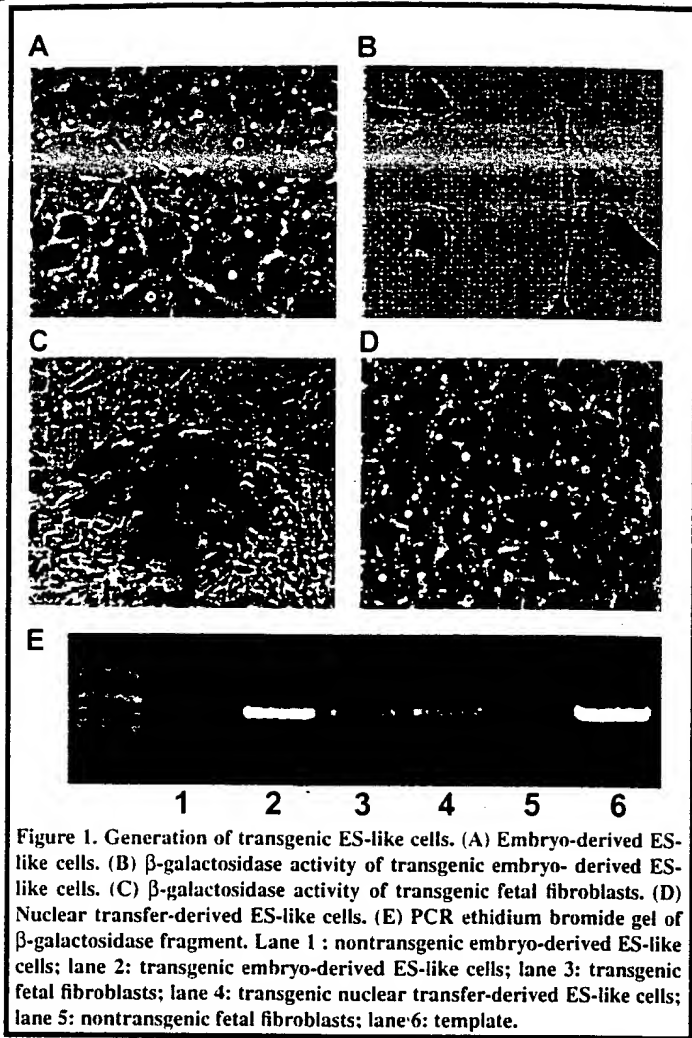 A B
C D
E
1 2 3 4 5 6
Figure 1. Generation of transgenic ES-like cells. (A) Embryo-derived ES-
like cells. (B) β-galactosidase activity of transgenic embryo- derived ES-
like cells. (C) β-galactosidase activity of transgenic fetal fibroblasts. (D)
Nuclear transfer-derived ES-like cells. (E) PCR ethidium bromide gel of
β-galactosidase fragment. Lane 1 : nontransgenic embryo-derived ES-like
cells; lane 2: transgenic embryo-derived ES-like cells; lane 3: transgenic
fetal fibroblasts; lane 4: transgenic nuclear transfer-derived ES-like cells;
lane 5: nontransgenic fetal fibroblasts; lane 6: template.